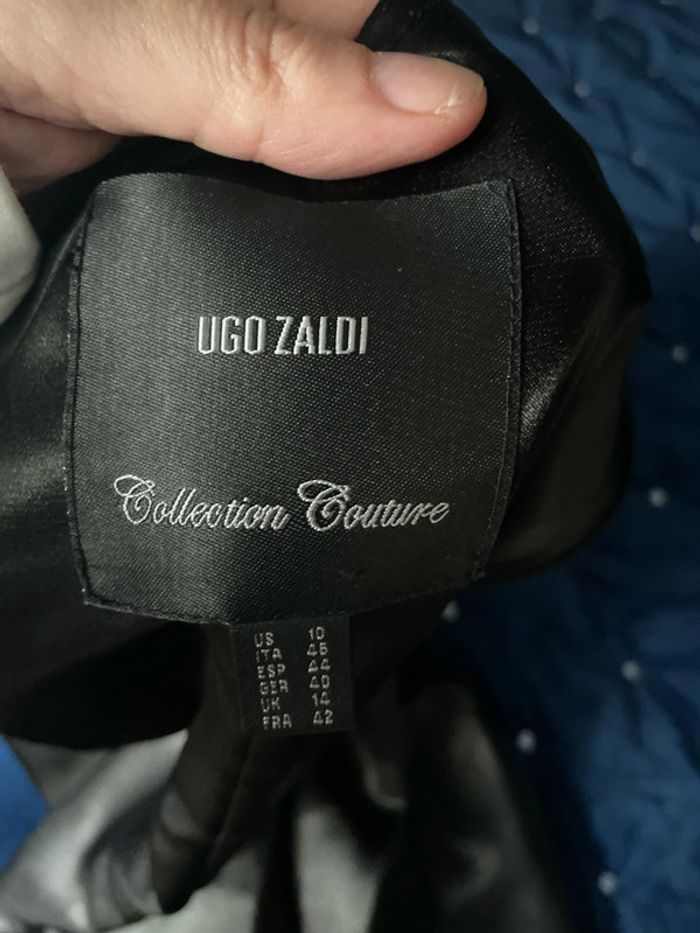 UGO ZALDI
Collection Couture
US 10
ITA 46
ESP 44
GER 40
UK 14
FRA 42